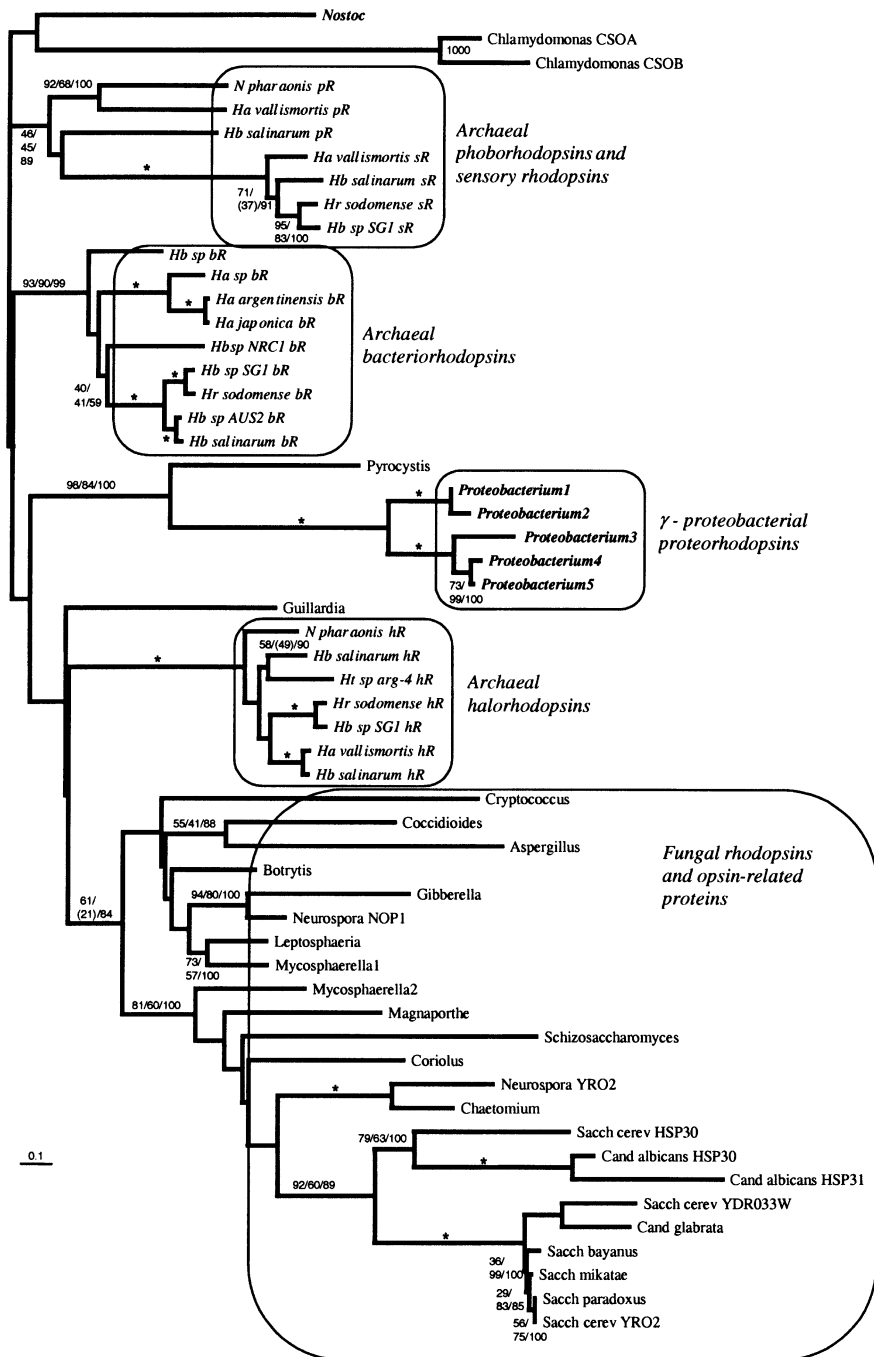 Nostoc
Chlamydomonas CSOA
1000
Chlamydomonas CSOB
92/68/100
N pharaonis pR
Ha vallismortis pR
46/
45/
89
Hb salinarum pR
Archaeal
phoborhodopsins and
sensory rhodopsins
*
Ha vallismortis sR
71/
(37)/91
Hb salinarum sR
Hr sodomense sR
95/
83/100
Hb sp SG1 sR
Hb sp bR
93/90/99
*
Ha sp bR
*
Ha argentinensis bR
Ha japonica bR
Archaeal
bacteriorhodopsins
Hbsp NRC1 bR
*
Hb sp SG1 bR
40/
41/59
*
Hr sodomense bR
Hb sp AUS2 bR
*
Hb salinarum bR
Pyrocystis
98/84/100
*
Proteobacterium1
Proteobacterium2
*
γ - proteobacterial
proteorhodopsins
Proteobacterium3
*
Proteobacterium4
73/
99/100
Proteobacterium5
Guillardia
N pharaonis hR
58/(49)/90
*
Hb salinarum hR
Ht sp arg-4 hR
Archaeal
halorhodopsins
*
Hr sodomense hR
Hb sp SG1 hR
*
Ha vallismortis hR
Hb salinarum hR
Cryptococcus
55/41/88
Coccidioides
Aspergillus
Fungal rhodopsins
and opsin-related
proteins
Botrytis
94/80/100
Gibberella
61/
(21)/84
Neurospora NOP1
Leptosphaeria
73/
57/100
Mycosphaerella1
81/60/100
Mycosphaerella2
Magnaporthe
Schizosaccharomyces
Coriolus
*
Neurospora YRO2
Chaetomium
79/63/100
Sacch cerev HSP30
0.1
*
Cand albicans HSP30
Cand albicans HSP31
92/60/89
Sacch cerev YDR033W
*
Cand glabrata
36/
99/100
Sacch bayanus
Sacch mikatae
29/
83/85
Sacch paradoxus
56/
75/100
Sacch cerev YRO2